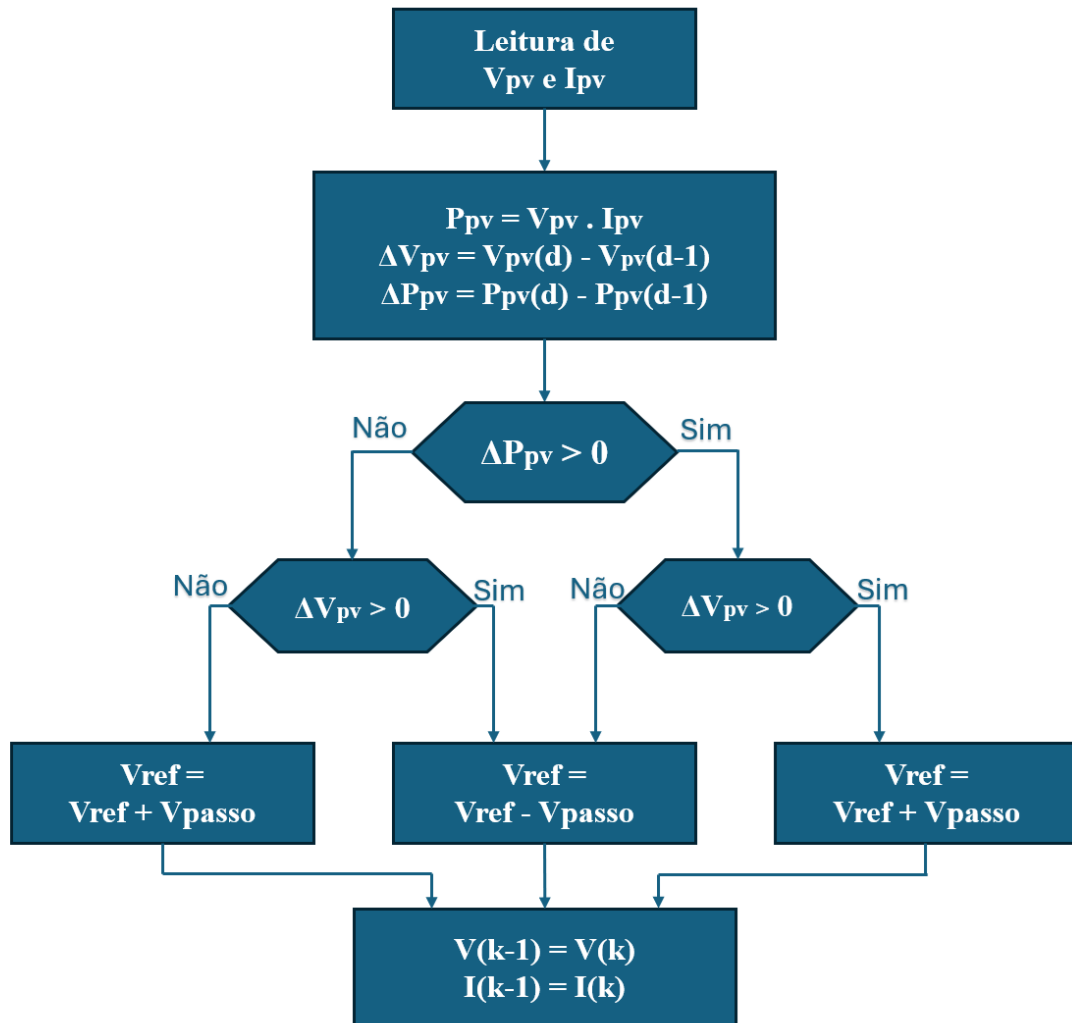 Leitura de
Vpv e Ipv
Ppv = Vpv . Ipv
ΔVpv = Vpv(d) - Vpv(d-1)
ΔPpv = Ppv(d) - Ppv(d-1)
Não
ΔPpv > 0
Sim
Não
ΔVpv > 0
Sim
Não
ΔVpv > 0
Sim
Vref =
Vref + Vpasso
Vref =
Vref - Vpasso
Vref =
Vref + Vpasso
V(k-1) = V(k)
I(k-1) = I(k)